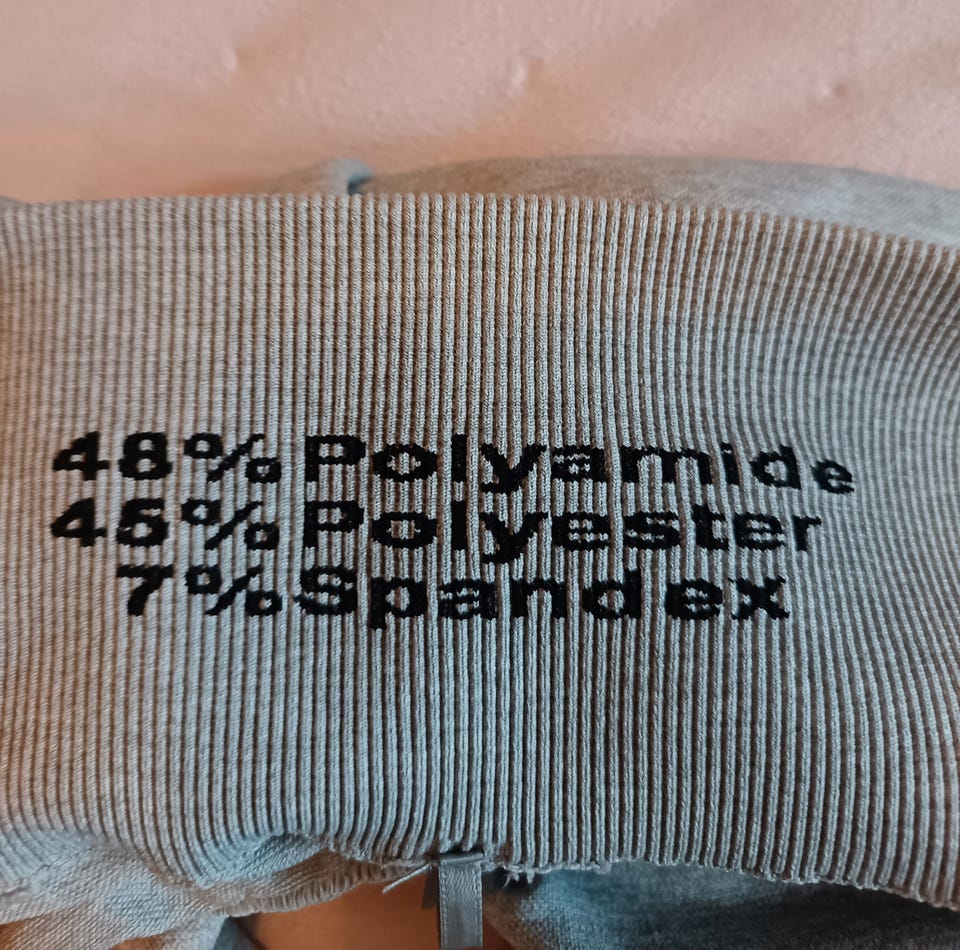 48% Polyamide
45% Polyester
7% Spandex